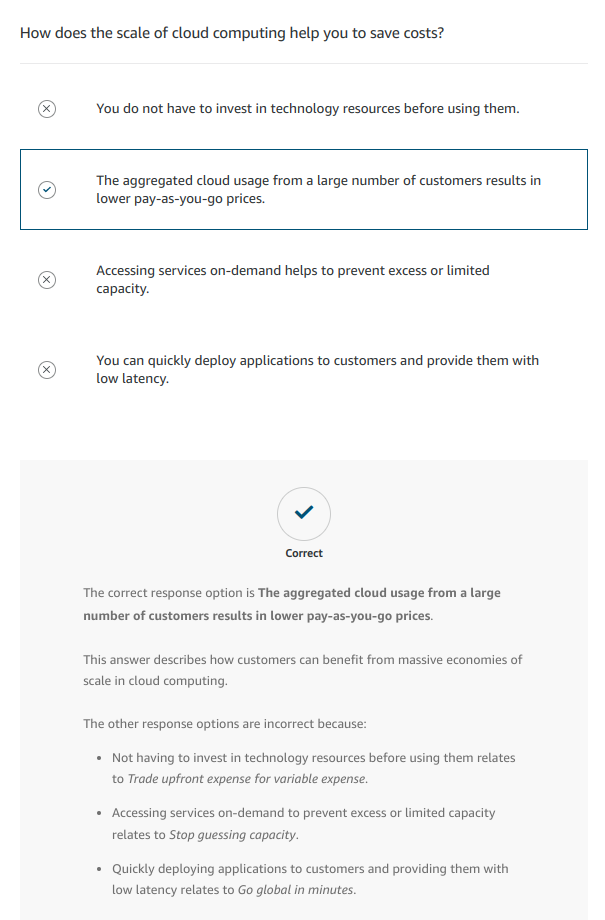 How does the scale of cloud computing help you to save costs?
You do not have to invest in technology resources before using them.
The aggregated cloud usage from a large number of customers results in
lower pay-as-you-go prices.
Accessing services on-demand helps to prevent excess or limited
capacity.
You can quickly deploy applications to customers and provide them with
low latency.
Correct
The correct response option is The aggregated cloud usage from a large
number of customers results in lower pay-as-you-go prices.
This answer describes how customers can benefit from massive economies of
scale in cloud computing.
The other response options are incorrect because:
• Not having to invest in technology resources before using them relates
to Trade upfront expense for variable expense.
• Accessing services on-demand to prevent excess or limited capacity
relates to Stop guessing capacity.
• Quickly deploying applications to customers and providing them with
low latency relates to Go global in minutes.